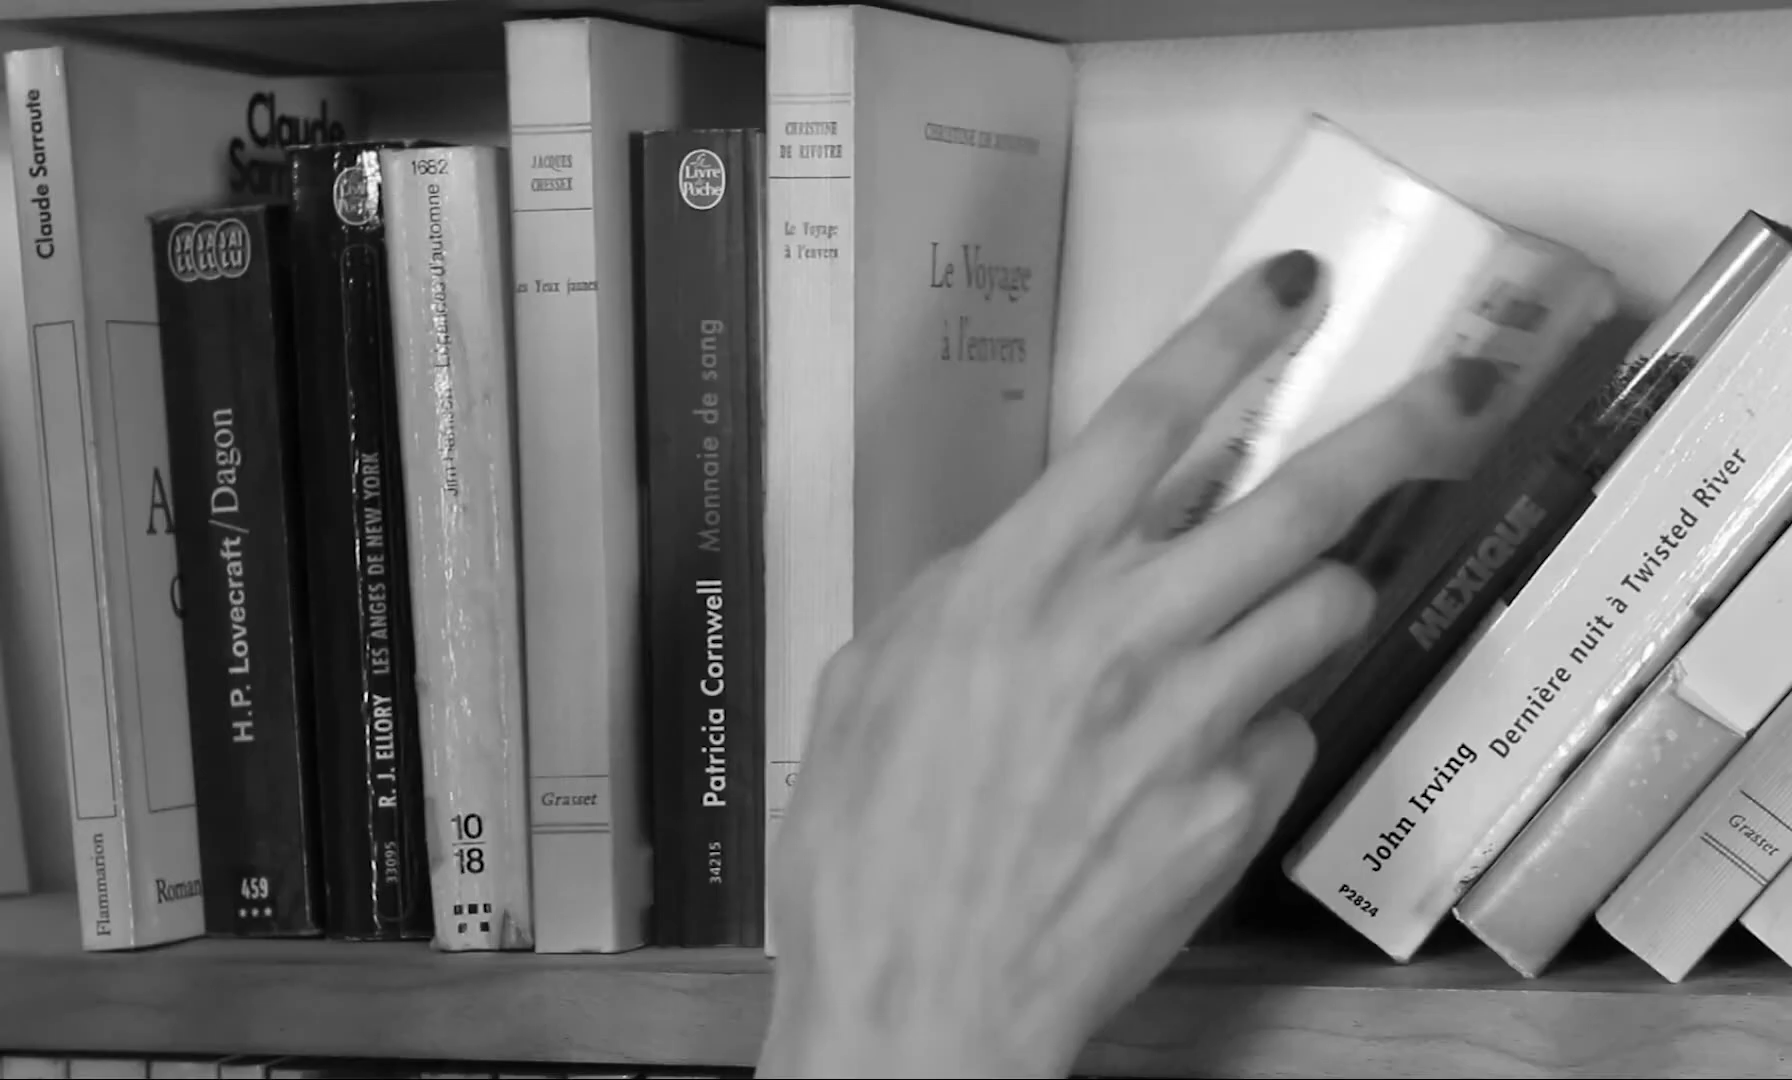 Claude Sarraute
Flammarion
Claude
Roman
J'AI
LU
H.P. Lovecraft/Dagon
459
R. J. ELLORY LES ANGES DE NEW YORK
33095
1682
10
18
JACQUES
CHESSEX
Les Yeux jaunes
Grasset
Le
Livre
de
Poche
Patricia Cornwell Monnaie de sang
34215
CHRISTINE
DE RIVOYRE
Le Voyage
à l'envers
CHRISTINE DE RIVOYRE
Le Voyage
à l'envers
MEXIQUE
John Irving Dernière nuit à Twisted River
P2824
Grasset